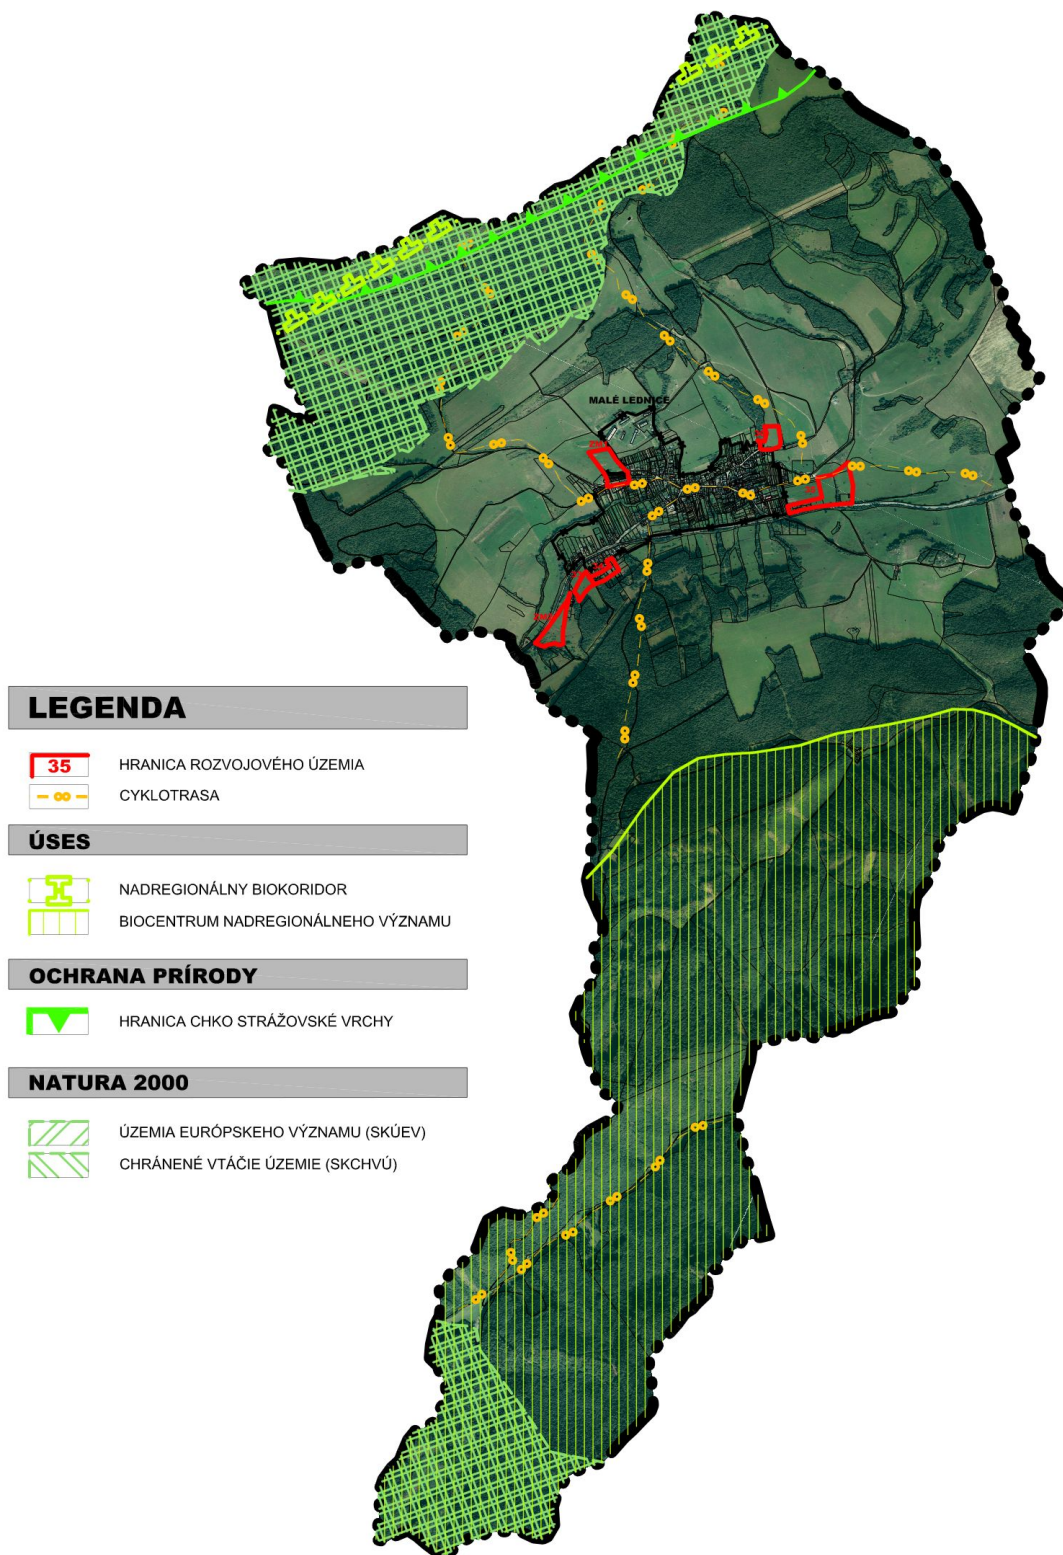 MALÉ LEDNICE
LEGENDA
35
HRANICA ROZVOJOVÉHO ÚZEMIA
CYKLOTRASA
ÚSES
NADREGIONÁLNY BIOKORIDOR
BIOCENTRUM NADREGIONÁLNEHO VÝZNAMU
OCHRANA PRÍRODY
HRANICA CHKO STRÁŽOVSKÉ VRCHY
NATURA 2000
ÚZEMIA EURÓPSKEHO VÝZNAMU (SKÚEV)
CHRÁNENÉ VTÁČIE ÚZEMIE (SKCHVÚ)